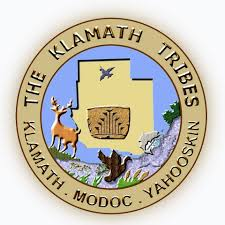 THE KLAMATH TRIBES
KLAMATH . MODOC . YAHOOSKIN